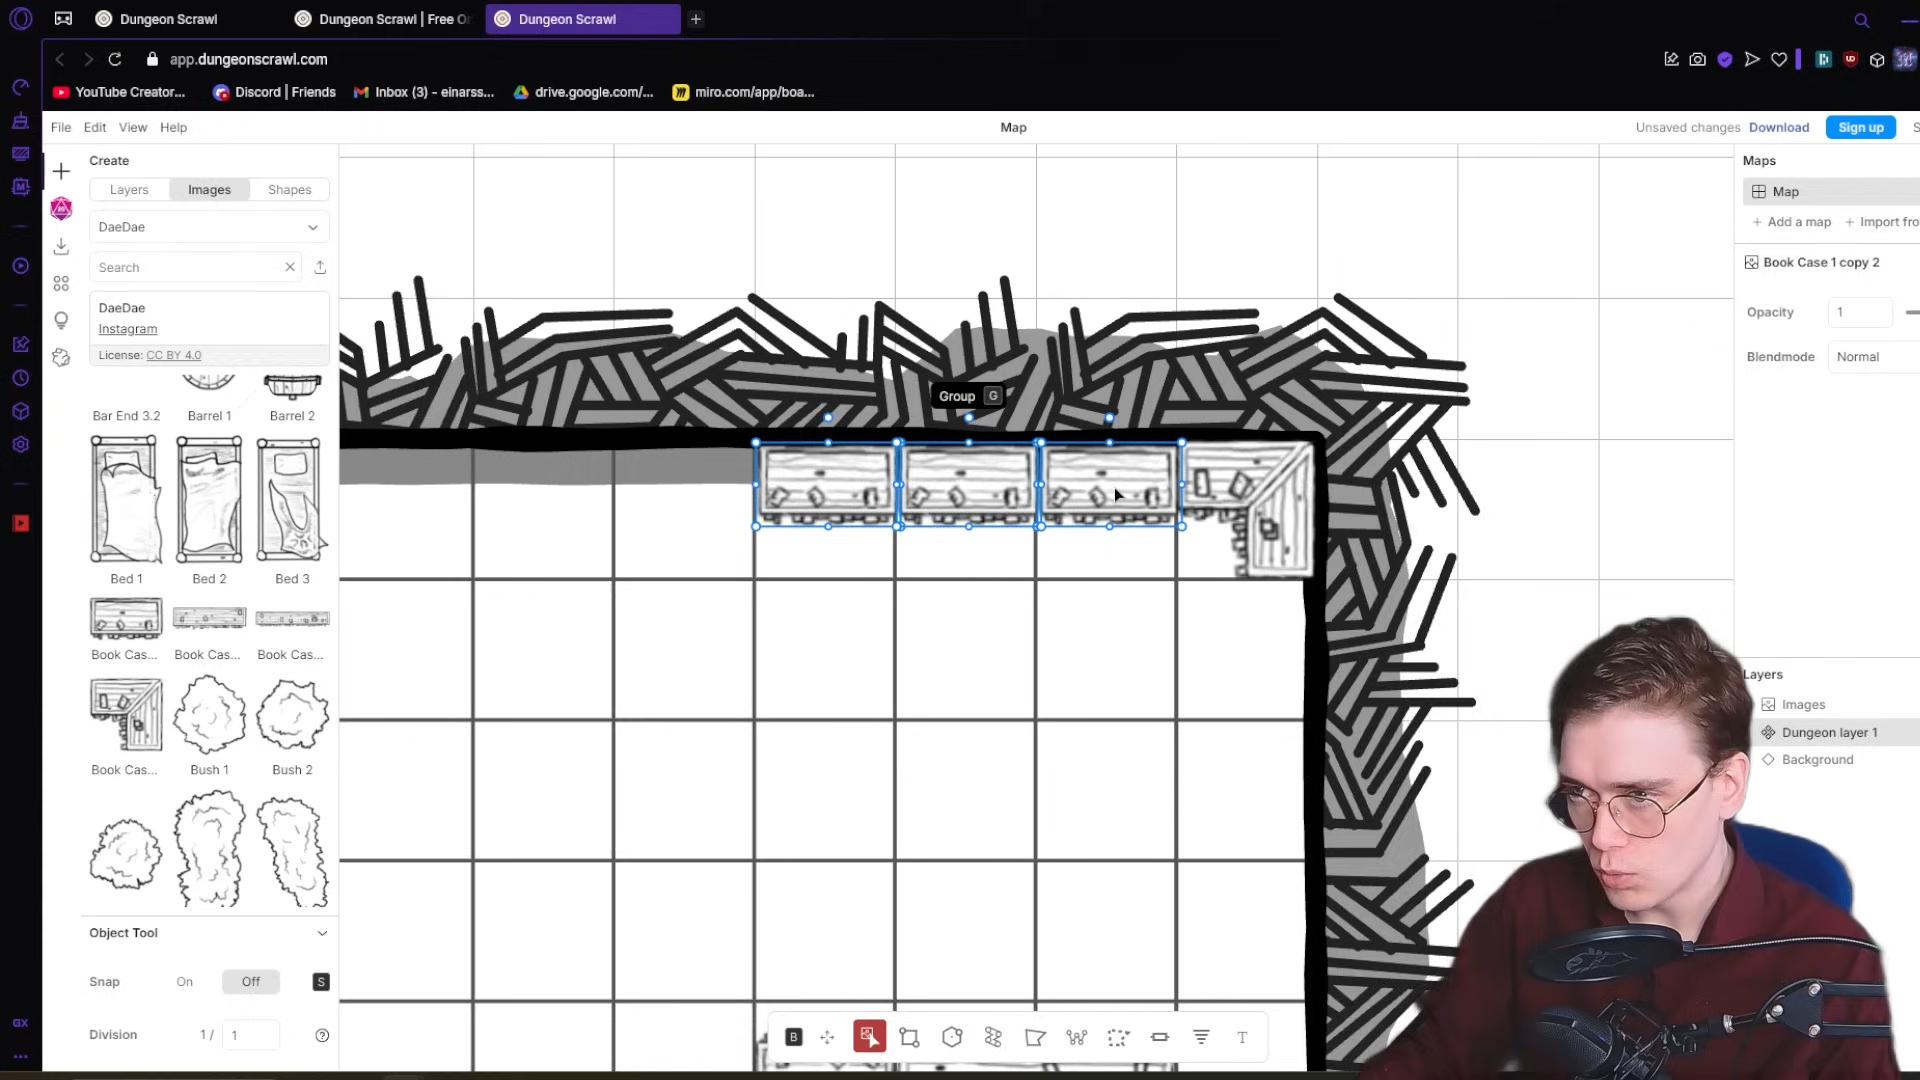 Dungeon Scrawl
Dungeon Scrawl | Free On
Dungeon Scrawl
app.dungeonscrawl.com
YouTube Creator...
Discord | Friends
Inbox (3) - einarss...
drive.google.com/...
miro.com/app/boa...
File Edit View Help
Map
Unsaved changes Download Sign up S
Create
Layers Images Shapes
DaeDae
Search
DaeDae
Instagram
License: CC BY 4.0
Bar End 3.2 Barrel 1 Barrel 2
Bed 1 Bed 2 Bed 3
Book Cas... Book Cas... Book Cas...
Book Cas... Bush 1 Bush 2
Object Tool
Snap On Off S
Division 1 / 1
Group G
B
T
Maps
Map
+ Add a map + Import fro
Book Case 1 copy 2
Opacity 1
Blendmode Normal
Layers
Images
Dungeon layer 1
Background
GX